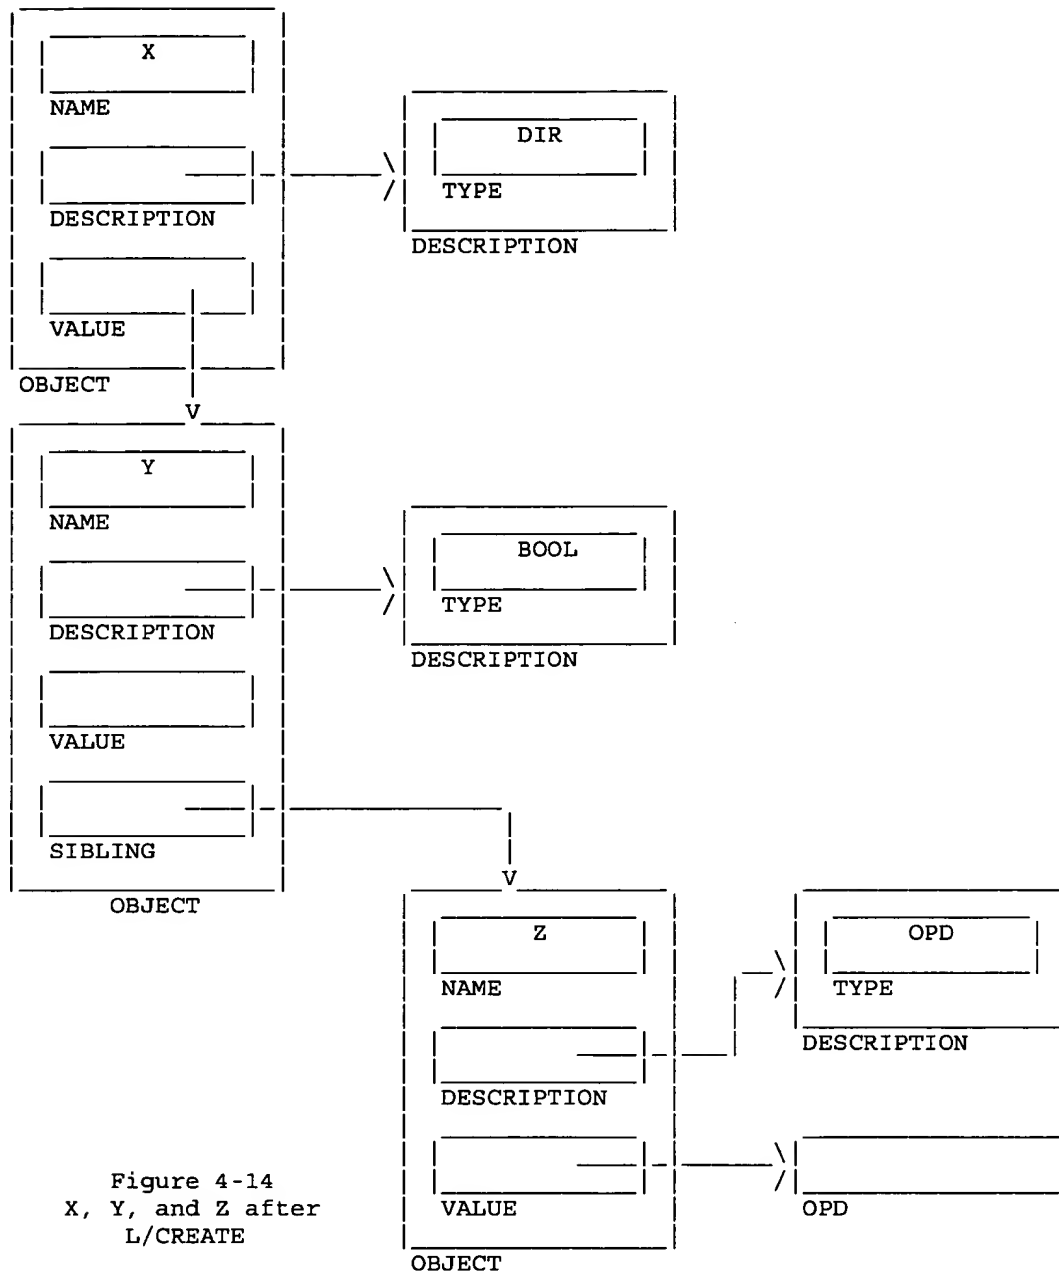 X
NAME
DIR
DESCRIPTION
TYPE
DESCRIPTION
VALUE
OBJECT
Y
NAME
BOOL
DESCRIPTION
TYPE
DESCRIPTION
VALUE
SIBLING
OBJECT
Z
OPD
NAME
TYPE
DESCRIPTION
DESCRIPTION
VALUE
OPD
OBJECT
Figure 4-14
X, Y, and Z after
L/CREATE